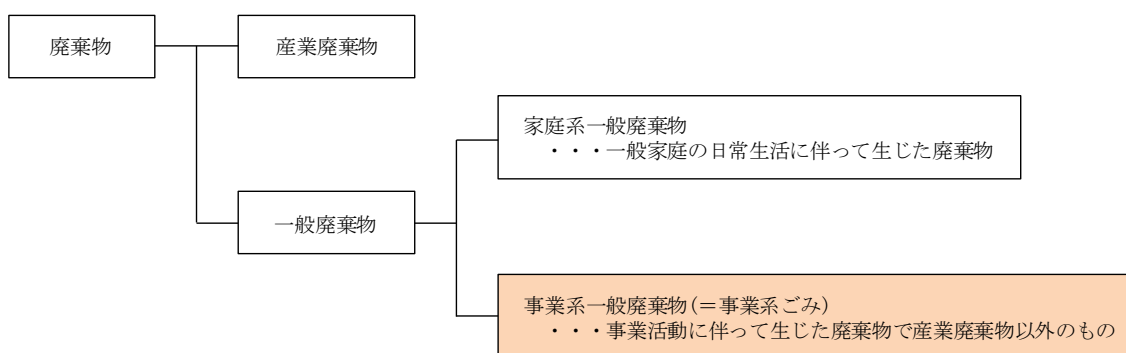 廃棄物
産業廃棄物
家庭系一般廃棄物
・・・一般家庭の日常生活に伴って生じた廃棄物
一般廃棄物
事業系一般廃棄物(＝事業系ごみ)
・・・事業活動に伴って生じた廃棄物で産業廃棄物以外のもの